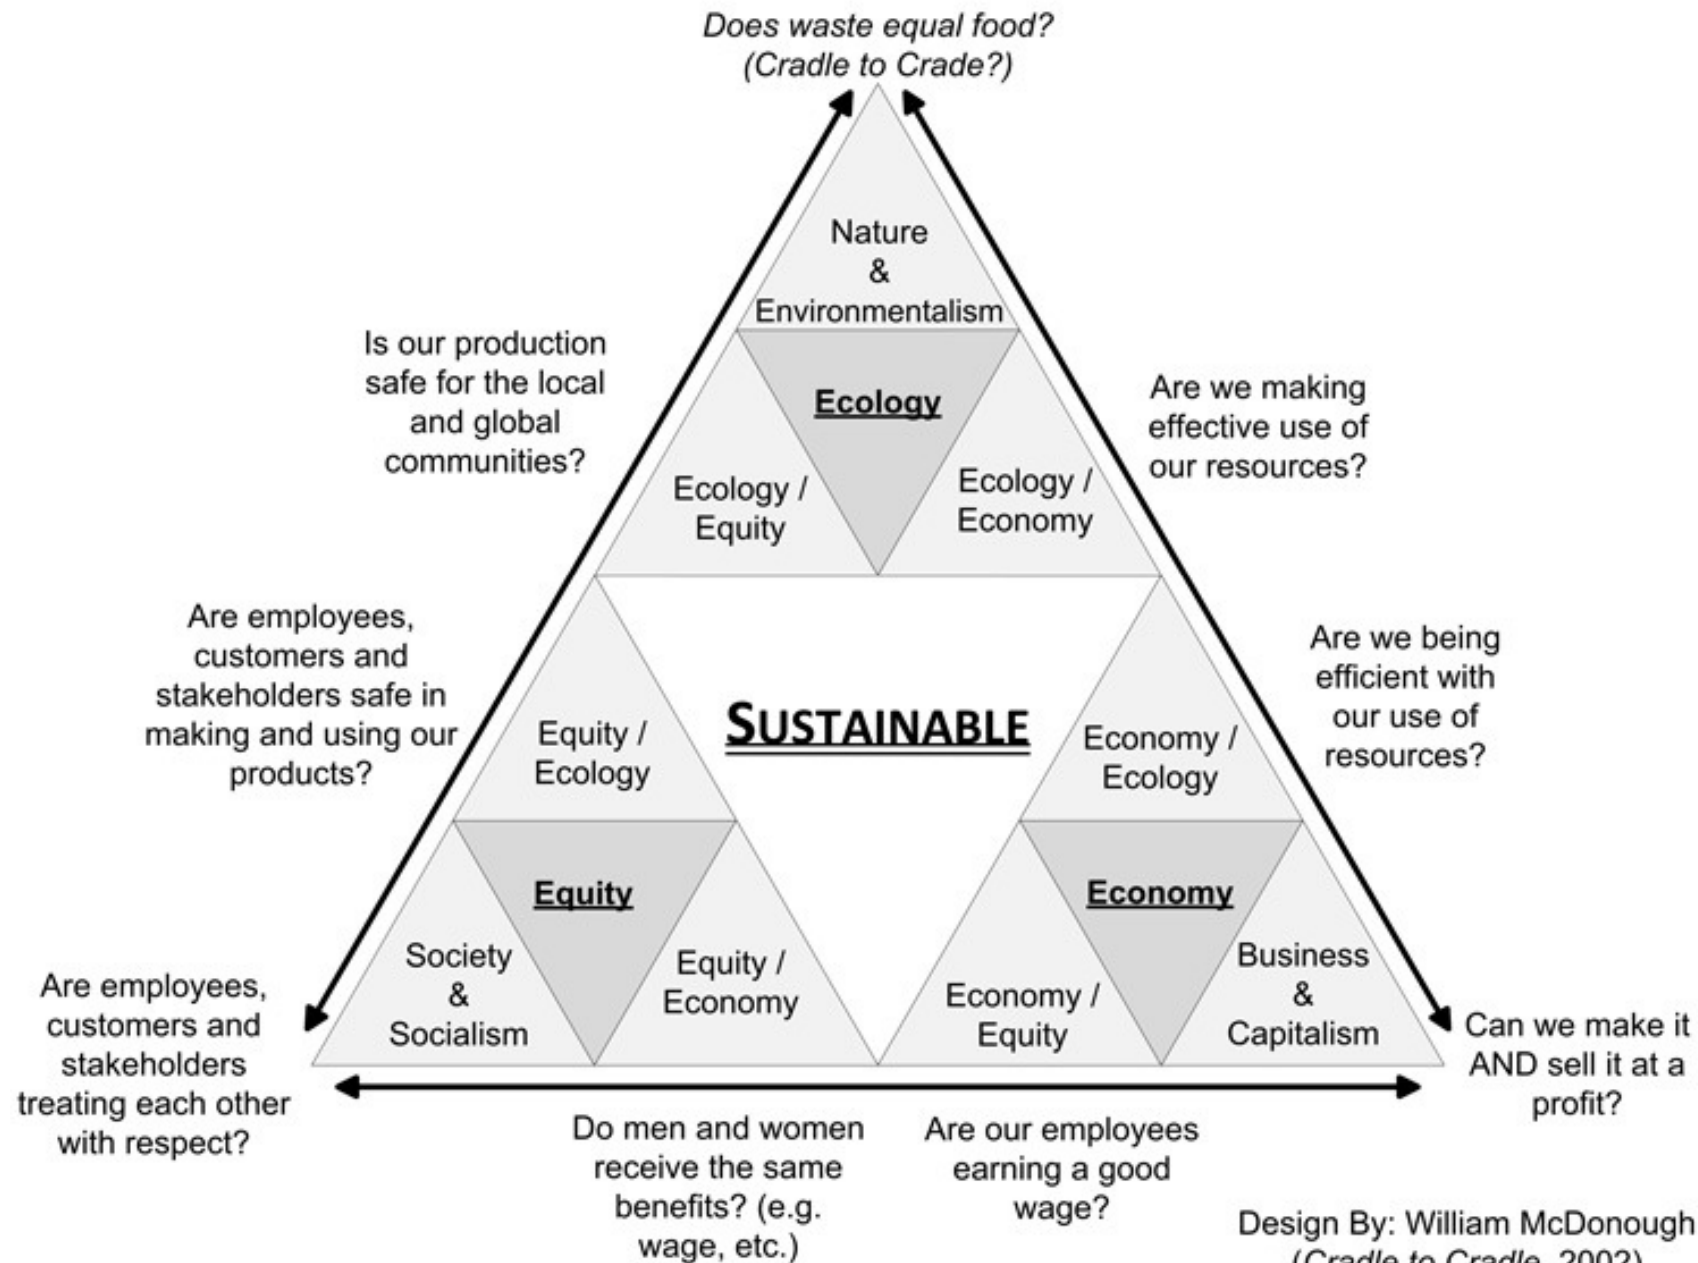 Does waste equal food?
(Cradle to Crade?)
Nature
&
Environmentalism
Is our production
safe for the local
and global
communities?
Ecology
Are we making
effective use of
our resources?
Ecology /
Equity
Ecology /
Economy
Are employees,
customers and
stakeholders safe in
making and using our
products?
Equity /
Ecology
SUSTAINABLE
Economy /
Ecology
Are we being
efficient with
our use of
resources?
Equity
Economy
Society
&
Socialism
Equity /
Economy
Economy /
Equity
Business
&
Capitalism
Are employees,
customers and
stakeholders
treating each other
with respect?
Can we make it
AND sell it at a
profit?
Do men and women
receive the same
benefits? (e.g.
wage, etc.)
Are our employees
earning a good
wage?
Design By: William McDonough
(Cradle to Cradle, 2002)